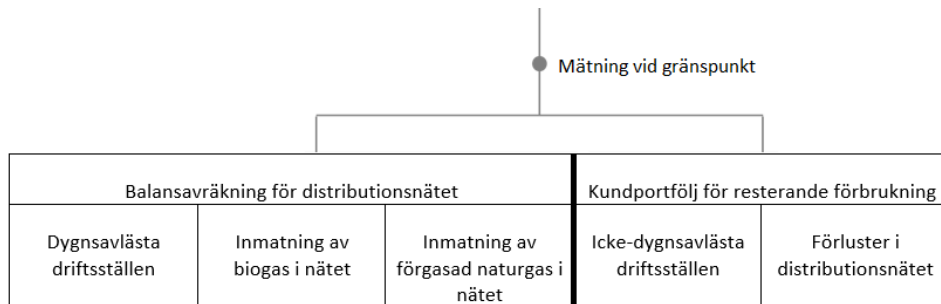 Mätning vid gränspunkt
Balansavräkning för distributionsnätet
Kundportfölj för resterande förbrukning
Dygnsavlästa
driftsställen
Inmatning av
biogas i nätet
Inmatning av
förgasad naturgas i
nätet
Icke-dygnsavlästa
driftsställen
Förluster i
distributionsnätet